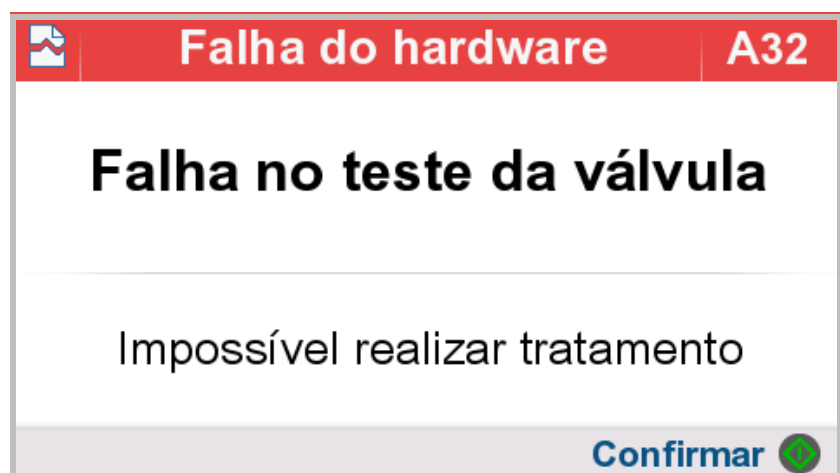 Falha do hardware A32
Falha no teste da válvula
Impossível realizar tratamento
Confirmar